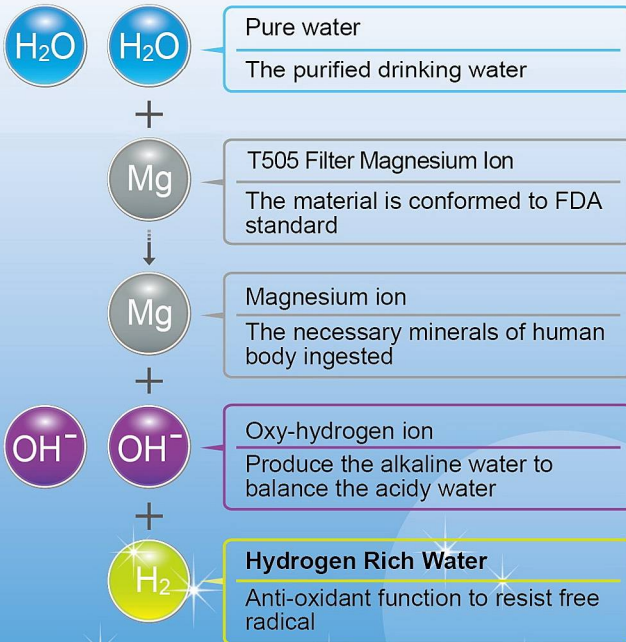 H₂O H₂O
Pure water
The purified drinking water
+
Mg
T505 Filter Magnesium Ion
The material is conformed to FDA
standard
Mg
Magnesium ion
The necessary minerals of human
body ingested
+
OH⁻ OH⁻
Oxy-hydrogen ion
Produce the alkaline water to
balance the acidy water
+
H₂
Hydrogen Rich Water
Anti-oxidant function to resist free
radical